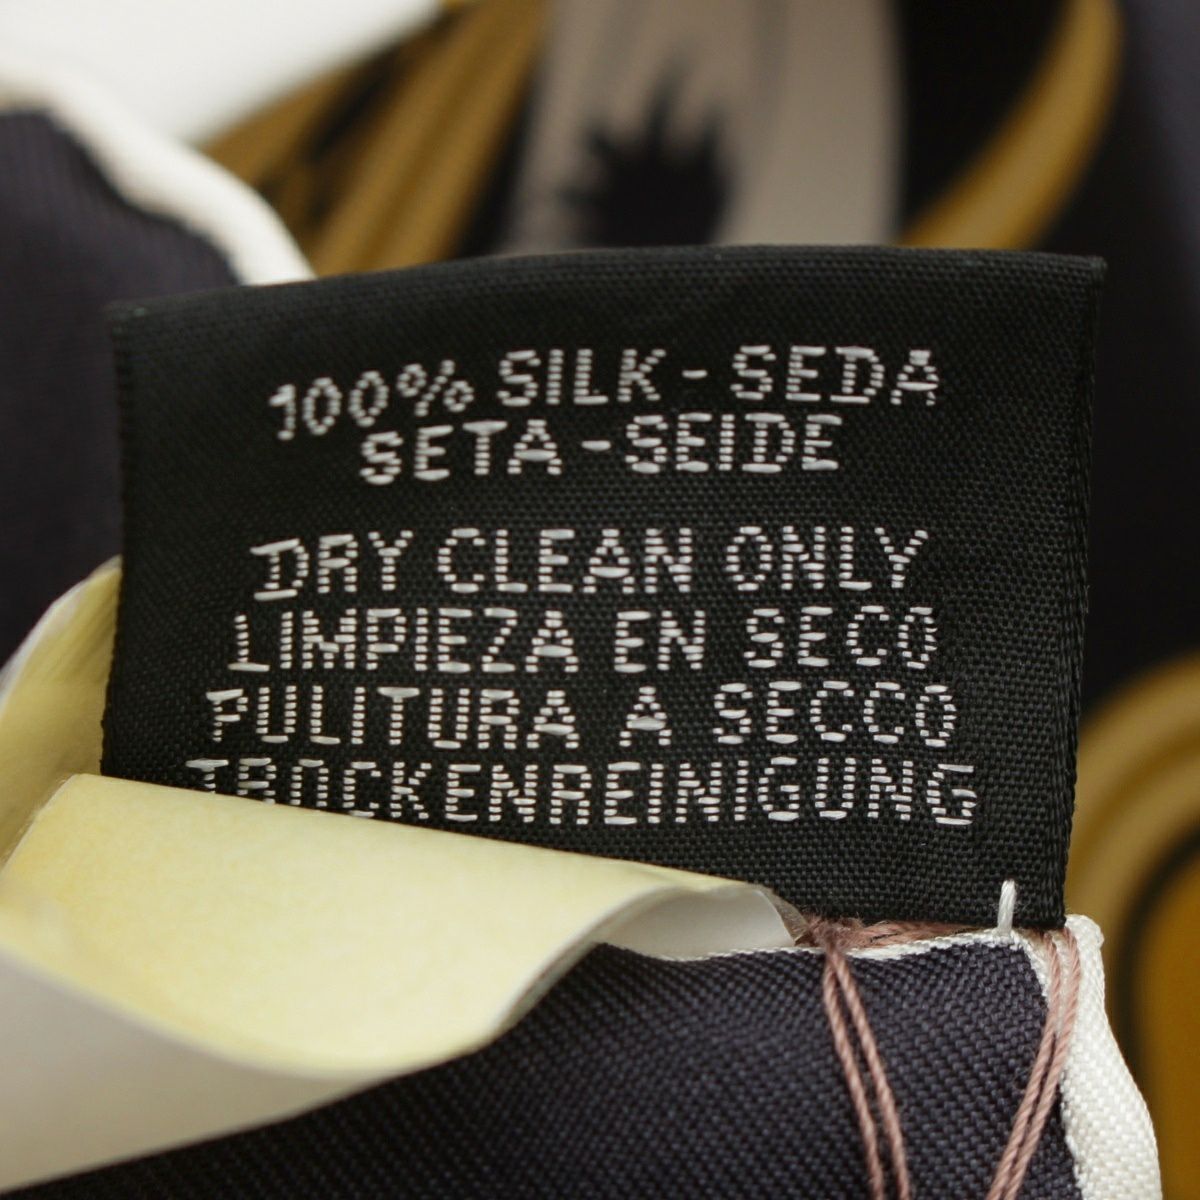 100% SILK - SEDA
SETA - SEIDE
DRY CLEAN ONLY
LIMPIEZA EN SECO
PULITURA A SECCO
TROCKENREINIGUNG